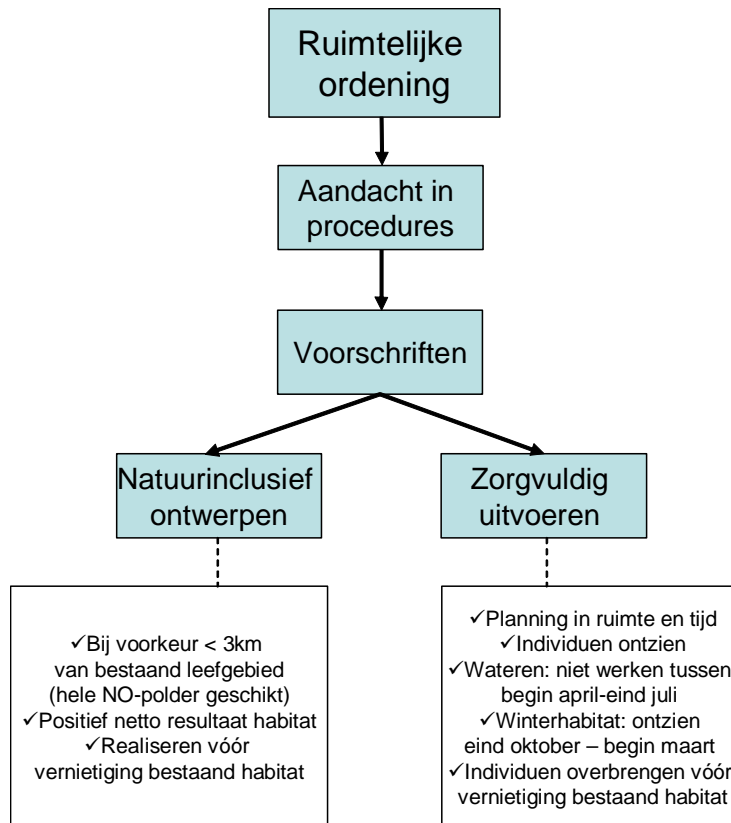 Ruimtelijke
ordening
Aandacht in
procedures
Voorschriften
Natuurinclusief
ontwerpen
Zorgvuldig
uitvoeren
✓Bij voorkeur < 3km
van bestaand leefgebied
(hele NO-polder geschikt)
✓Positief netto resultaat habitat
✓Realiseren vóór
vernietiging bestaand habitat
✓Planning in ruimte en tijd
✓Individuen ontzien
✓Wateren: niet werken tussen
begin april-eind juli
✓Winterhabitat: ontzien
eind oktober – begin maart
✓Individuen overbrengen vóór
vernietiging bestaand habitat